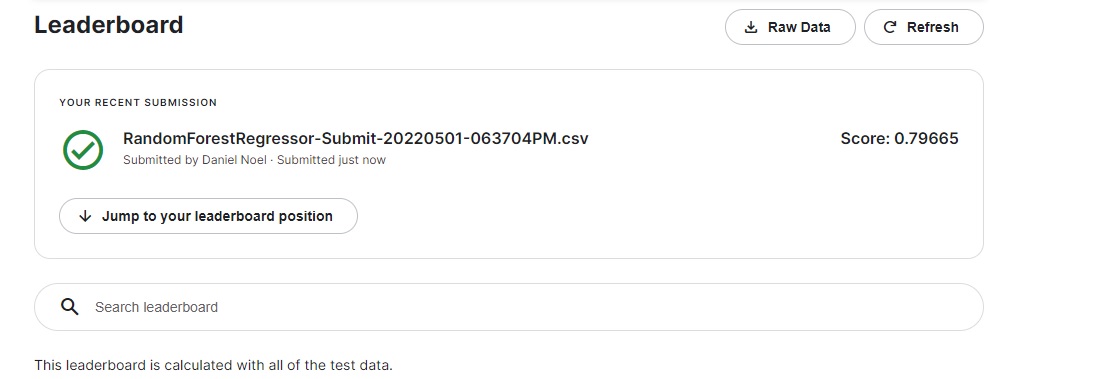 Leaderboard
Raw Data
Refresh
YOUR RECENT SUBMISSION
RandomForestRegressor-Submit-20220501-063704PM.csv
Score: 0.79665
Submitted by Daniel Noel · Submitted just now
Jump to your leaderboard position
Search leaderboard
This leaderboard is calculated with all of the test data.